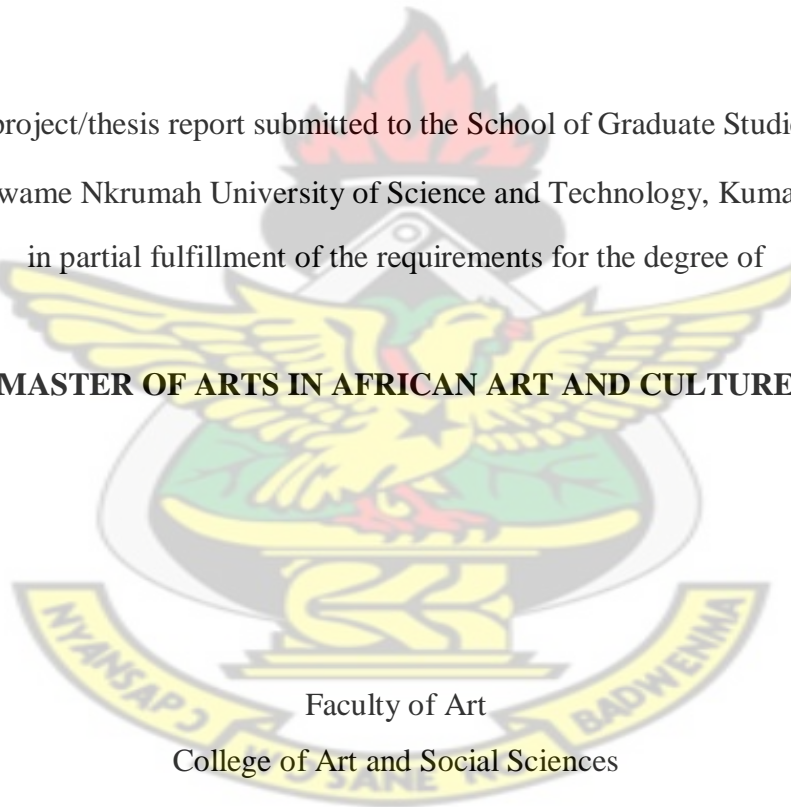 project/thesis report submitted to the School of Graduate
wame Nkrumah University of Science and Technology,
in partial fulfillment of the requirements for the degree of
MASTER OF ARTS IN AFRICAN ART AND CULTURE
NYANSAPƆ
BADWENMA
Faculty of Art
College of Art and Social Sciences